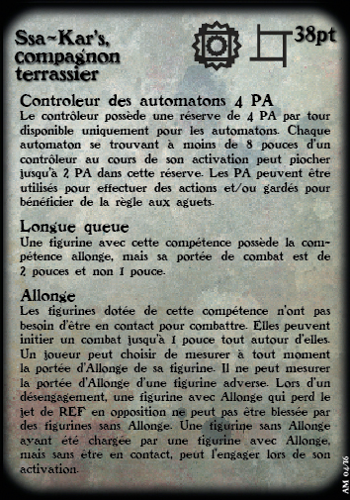 Ssa~Kar's,
compagnon
terrassier
38pt
Controleur des automatons 4 PA
Le contrôleur possède une réserve de 4 PA par tour
disponible uniquement pour les automatons. Chaque
automaton se trouvant à moins de 8 pouces d'un
contrôleur au cours de son activation peut piocher
jusqu'à 2 PA dans cette réserve. Les PA peuvent être
utilisés pour effectuer des actions et/ou gardés pour
bénéficier de la règle aux aguets.
Longue queue
Une figurine avec cette compétence possède la com-
pétence allonge, mais sa portée de combat est de
2 pouces et non 1 pouce.
Allonge
Les figurines dotée de cette compétence n'ont pas
besoin d'être en contact pour combattre. Elles peuvent
initier un combat jusqu'à 1 pouce tout autour d'elles.
Un joueur peut choisir de mesurer à tout moment
la portée d'Allonge de sa figurine. Il ne peut mesurer
la portée d'Allonge d'une figurine adverse. Lors d'un
désengagement, une figurine avec Allonge qui perd le
jet de REF en opposition ne peut pas être blessée par
des figurines sans Allonge. Une figurine sans Allonge
ayant été chargée par une figurine avec Allonge,
mais sans être en contact, peut l'engager lors de son
activation.
AM 04/16